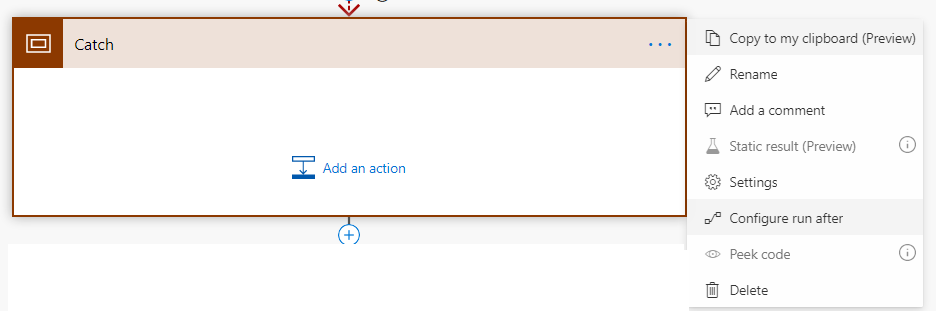 Catch
Add an action
Copy to my clipboard (Preview)
Rename
Add a comment
Static result (Preview)
Settings
Configure run after
Peek code
Delete